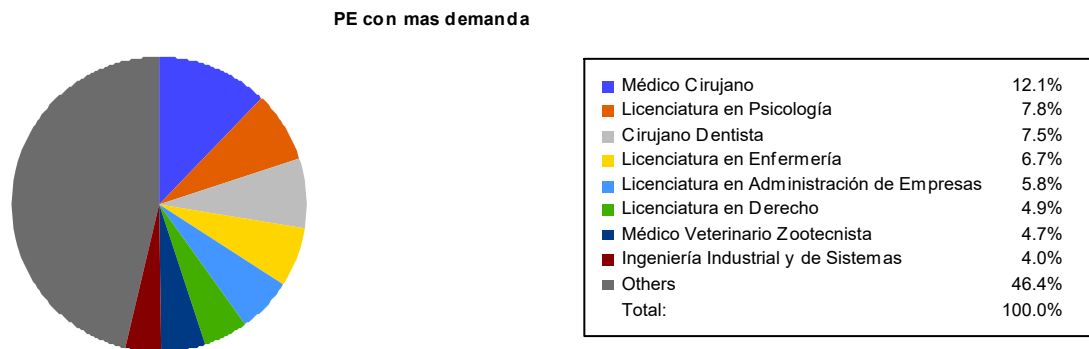 PE con mas demanda
Médico Cirujano 12.1%
Licenciatura en Psicología 7.8%
Cirujano Dentista 7.5%
Licenciatura en Enfermería 6.7%
Licenciatura en Administración de Empresas 5.8%
Licenciatura en Derecho 4.9%
Médico Veterinario Zootecnista 4.7%
Ingeniería Industrial y de Sistemas 4.0%
Others 46.4%
Total: 100.0%